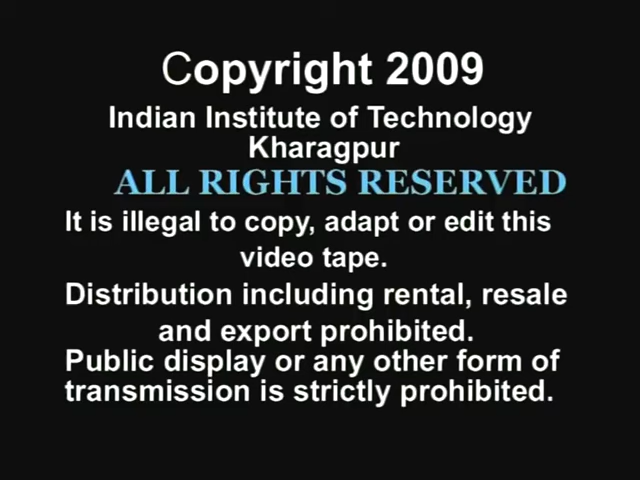 Copyright 2009
Indian Institute of Technology
Kharagpur
ALL RIGHTS RESERVED
It is illegal to copy, adapt or edit this
video tape.
Distribution including rental, resale
and export prohibited.
Public display or any other form of
transmission is strictly prohibited.